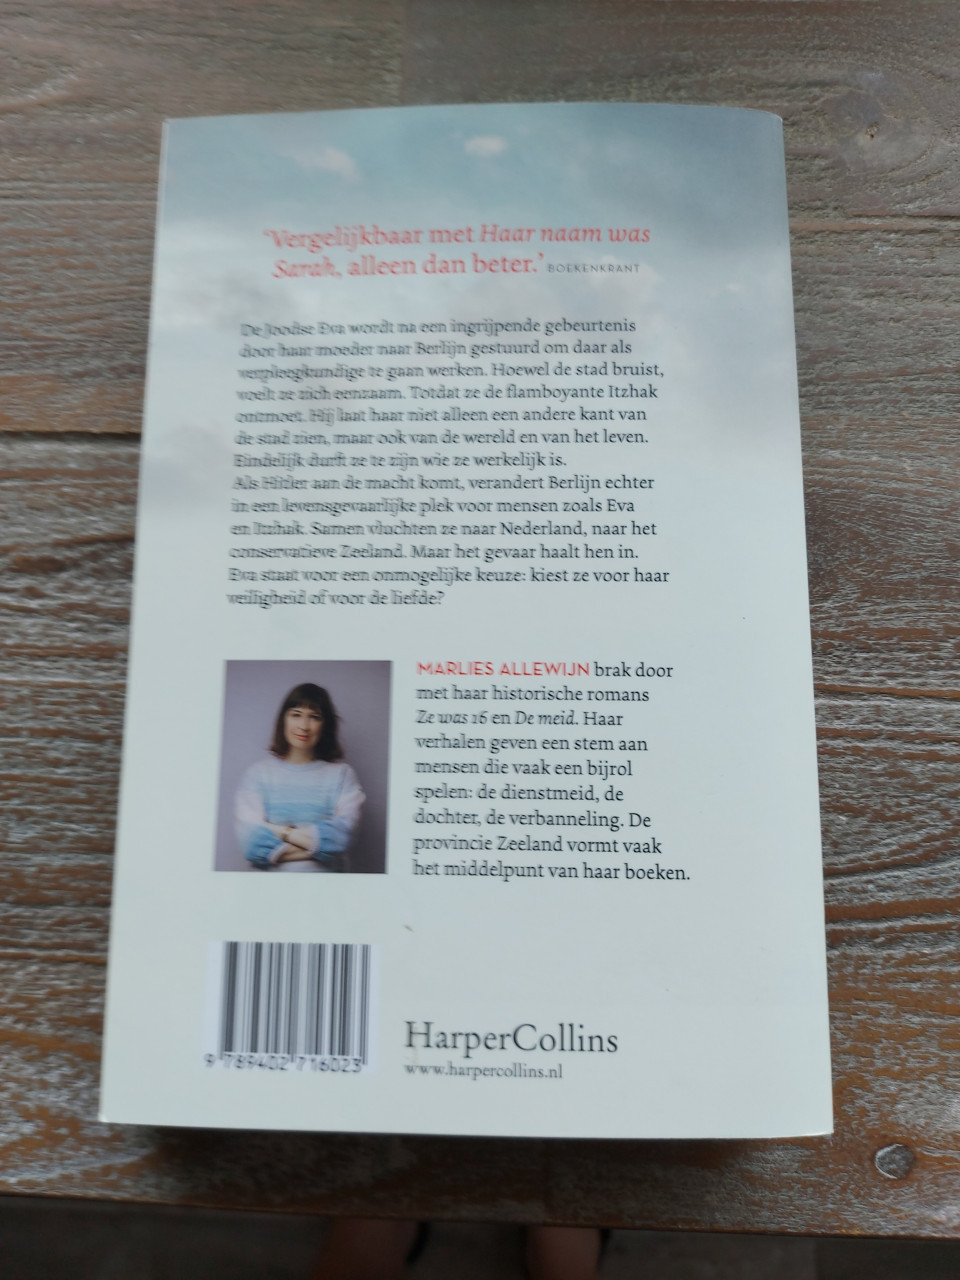 'Vergelijkbaar met Haar naam was
Sarah, alleen dan beter.' BOEKENKRANT
De Joodse Eva wordt na een ingrijpende gebeurtenis
door haar moeder naar Berlijn gestuurd om daar als
verpleegkundige te gaan werken. Hoewel de stad bruist,
voelt ze zich eenzaam. Totdat ze de flamboyante Itzhak
ontmoet. Hij laat haar niet alleen een andere kant van
de stad zien, maar ook van de wereld en van het leven.
Eindelijk durft ze te zijn wie ze werkelijk is.
Als Hitler aan de macht komt, verandert Berlijn echter
in een levensgevaarlijke plek voor mensen zoals Eva
en Itzhak. Samen vluchten ze naar Nederland, naar het
conservatieve Zeeland. Maar het gevaar haalt hen in.
Eva staat voor een onmogelijke keuze: kiest ze voor haar
veiligheid of voor de liefde?
MARLIES ALLEWIJN brak door
met haar historische romans
Ze was 16 en De meid. Haar
verhalen geven een stem aan
mensen die vaak een bijrol
spelen: de dienstmeid, de
dochter, de verbanneling. De
provincie Zeeland vormt vaak
het middelpunt van haar boeken.
9 789402 716023
HarperCollins
www.harpercollins.nl